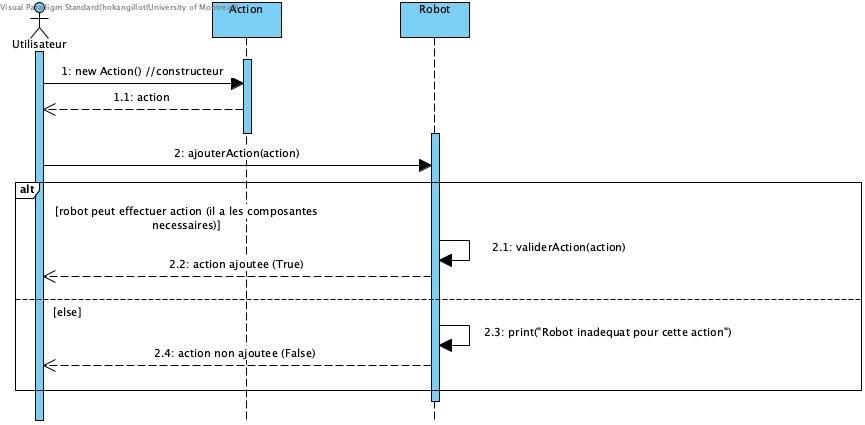 Visual Paradigm Standard(hokangillot(University of Montreal))
Action
Robot
Utilisateur
1: new Action() //constructeur
1.1: action
2: ajouterAction(action)
alt
[robot peut effectuer action (il a les composantes
necessaires)]
2.1: validerAction(action)
2.2: action ajoutee (True)
[else]
2.3: print("Robot inadequat pour cette action")
2.4: action non ajoutee (False)